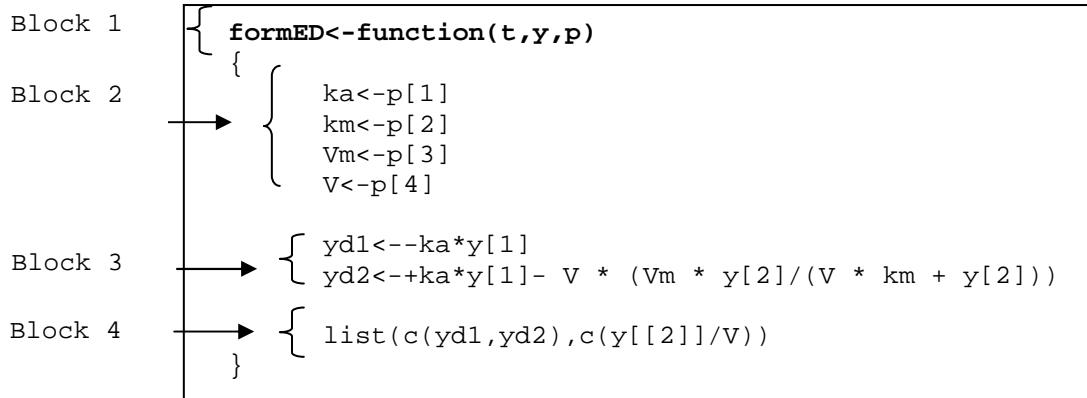 Block 1
formED<-function(t,y,p)
{
Block 2
ka<-p[1]
km<-p[2]
Vm<-p[3]
V<-p[4]
Block 3
yd1<--ka*y[1]
yd2<-+ka*y[1]- V * (Vm * y[2]/(V * km + y[2]))
Block 4
list(c(yd1,yd2),c(y[[2]]/V))
}